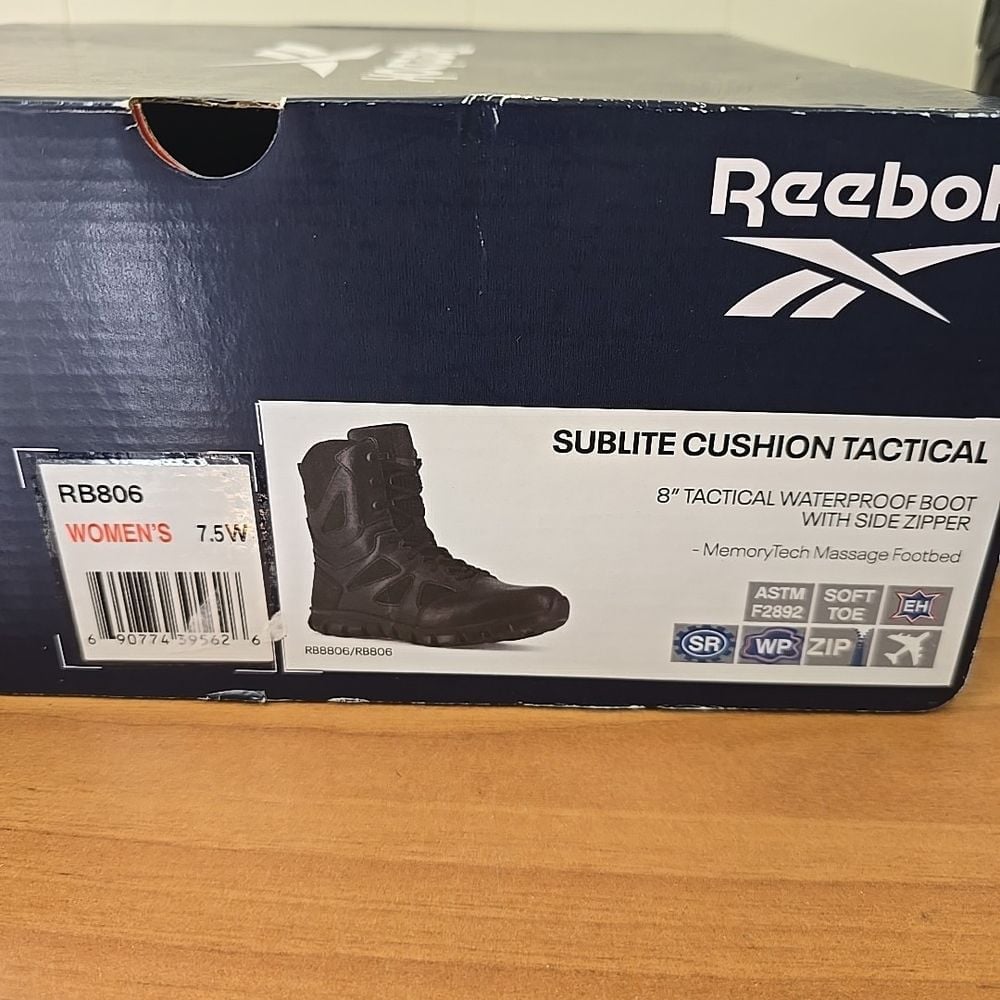 Reebok
SUBLITE CUSHION TACTICAL
8" TACTICAL WATERPROOF BOOT
WITH SIDE ZIPPER
- MemoryTech Massage Footbed
ASTM
F2892
SOFT
TOE
EH
SR
WP
ZIP
RB8806/RB806
RB806
WOMEN'S 7.5W
6 90774 39562 6